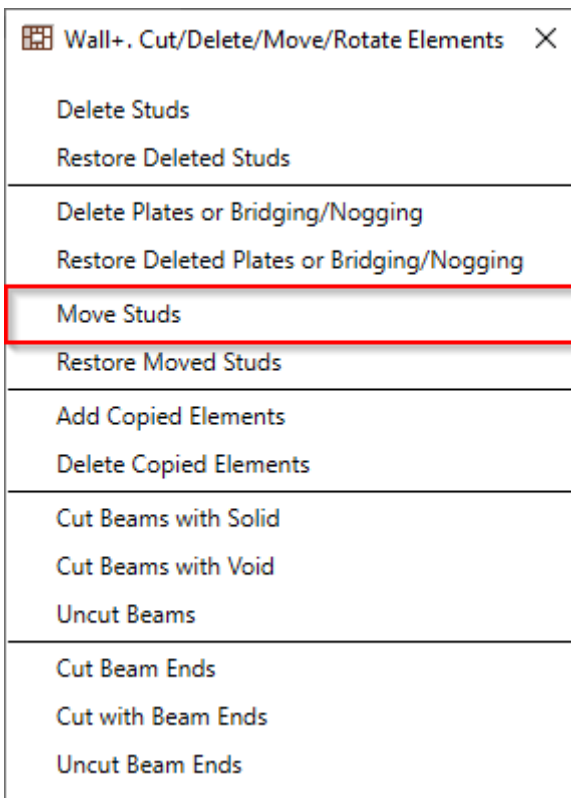 Wall+. Cut/Delete/Move/Rotate Elements
Delete Studs
Restore Deleted Studs
Delete Plates or Bridging/Nogging
Restore Deleted Plates or Bridging/Nogging
Move Studs
Restore Moved Studs
Add Copied Elements
Delete Copied Elements
Cut Beams with Solid
Cut Beams with Void
Uncut Beams
Cut Beam Ends
Cut with Beam Ends
Uncut Beam Ends